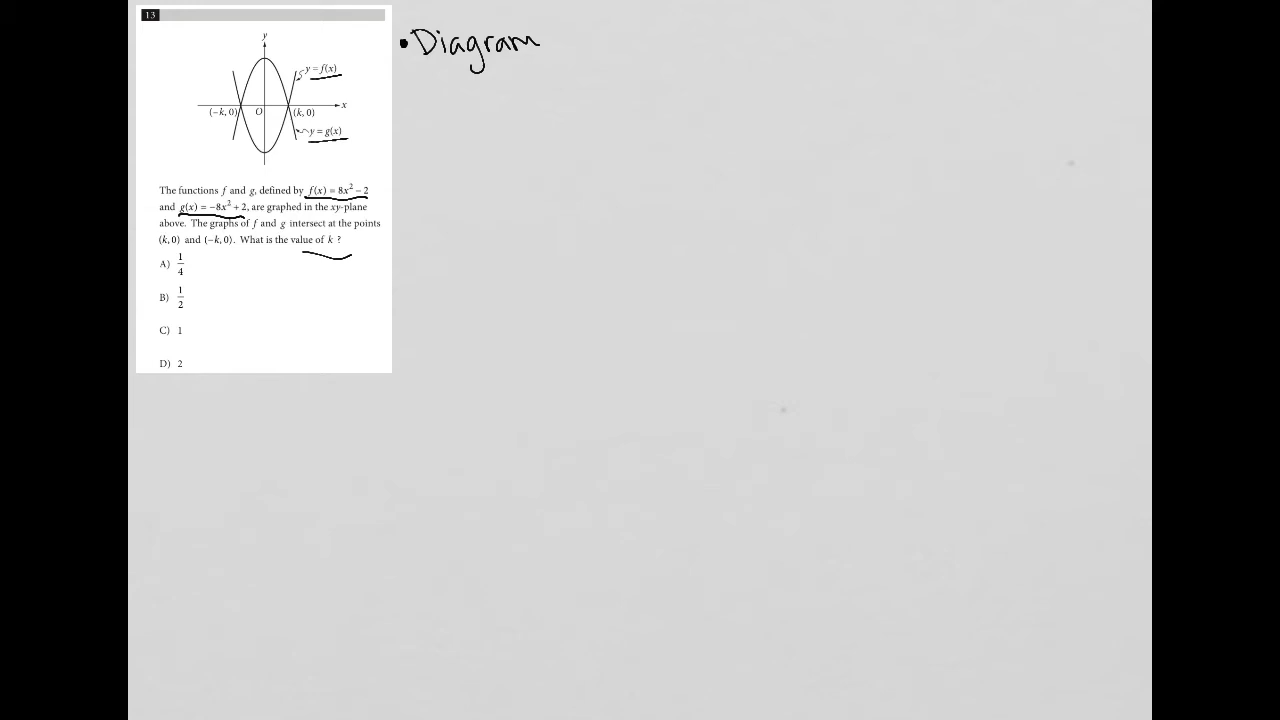 13
• Diagram
y
y = f(x)
(−k, 0) O (k, 0) x
y = g(x)
The functions f and g, defined by f(x) = 8x² − 2
and g(x) = −8x² + 2, are graphed in the xy-plane
above. The graphs of f and g intersect at the points
(k, 0) and (−k, 0). What is the value of k ?
A) 1/4
B) 1/2
C) 1
D) 2